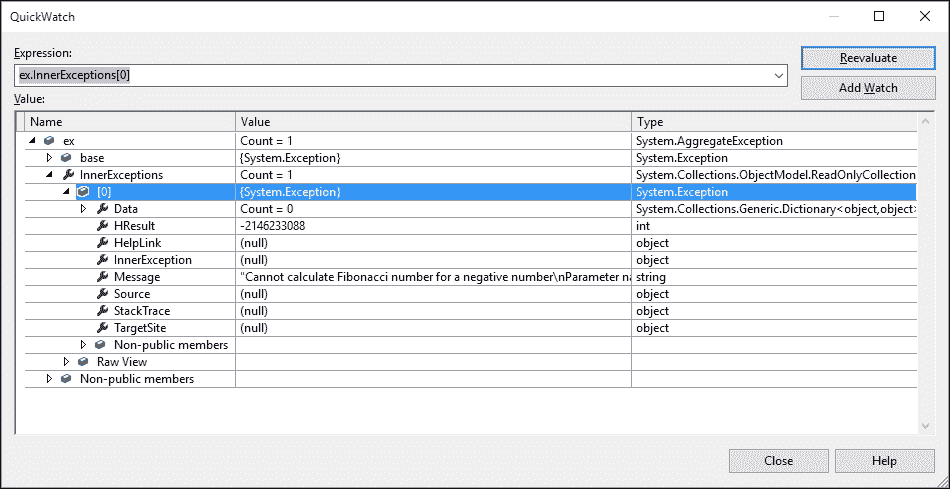 QuickWatch
Expression:
ex.InnerExceptions[0]
Reevaluate
Add Watch
Value:
Name Value Type
ex Count = 1 System.AggregateException
base {System.Exception} System.Exception
InnerExceptions Count = 1 System.Collections.ObjectModel.ReadOnlyCollection
[0] {System.Exception} System.Exception
Data Count = 0 System.Collections.Generic.Dictionary<object,object>
HResult -2146233088 int
HelpLink (null) object
InnerException (null) object
Message "Cannot calculate Fibonacci number for a negative number\nParameter na string
Source (null) object
StackTrace (null) object
TargetSite (null) object
Non-public members
Raw View
Non-public members
Close Help